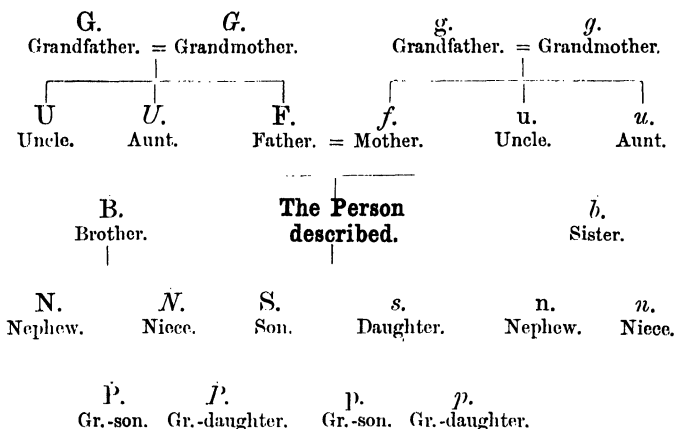 G. G. g. g.
Grandfather. = Grandmother. Grandfather. = Grandmother.
U U. F. f. u. u.
Uncle. Aunt. Father. = Mother. Uncle. Aunt.
B. The Person described. b.
Brother. Sister.
N. N. S. s. n. n.
Nephew. Niece. Son. Daughter. Nephew. Niece.
P. P. p. p.
Gr.-son. Gr.-daughter. Gr.-son. Gr.-daughter.